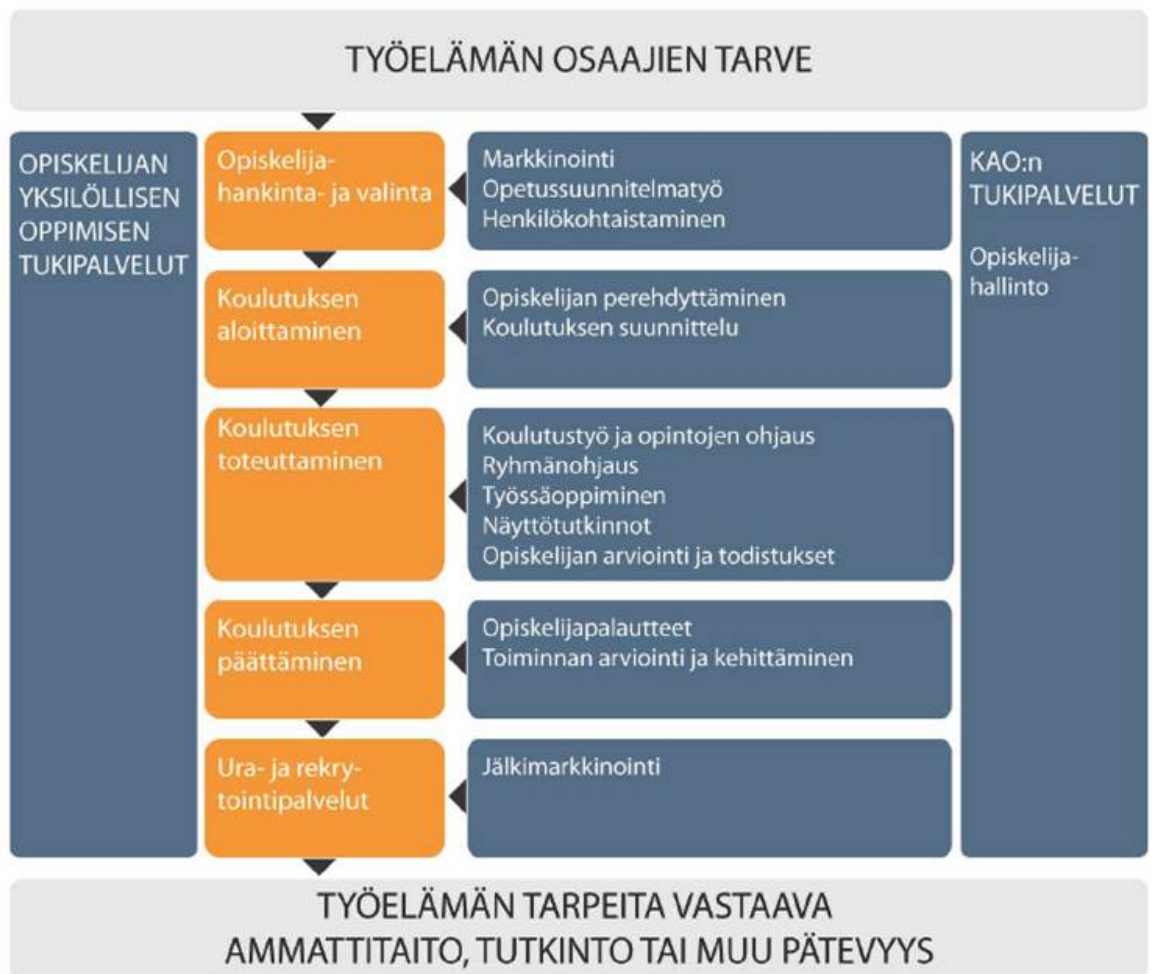 TYÖELÄMÄN OSAAJIEN TARVE
OPISKELIJAN
YKSILÖLLISEN
OPPIMISEN
TUKIPALVELUT
Opiskelija-
hankinta- ja valinta
Markkinointi
Opetussuunnitelmatyö
Henkilökohtaistaminen
Koulutuksen
aloittaminen
Opiskelijan perehdyttäminen
Koulutuksen suunnittelu
Koulutuksen
toteuttaminen
Koulutustyö ja opintojen ohjaus
Ryhmänohjaus
Työssäoppiminen
Näyttötutkinnot
Opiskelijan arviointi ja todistukset
Koulutuksen
päättäminen
Opiskelijapalautteet
Toiminnan arviointi ja kehittäminen
Ura- ja rekry-
tointipalvelut
Jälkimarkkinointi
KAO:n
TUKIPALVELUT
Opiskelija-
hallinto
TYÖELÄMÄN TARPEITA VASTAAVA
AMMATTITAITO, TUTKINTO TAI MUU PÄTEVYYS